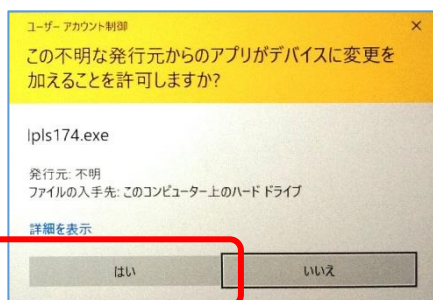 ユーザー アカウント制御
この不明な発行元からのアプリがデバイスに変更を
加えることを許可しますか?
lpls174.exe
発行元: 不明
ファイルの入手先: このコンピューター上のハード ドライブ
詳細を表示
はい
いいえ